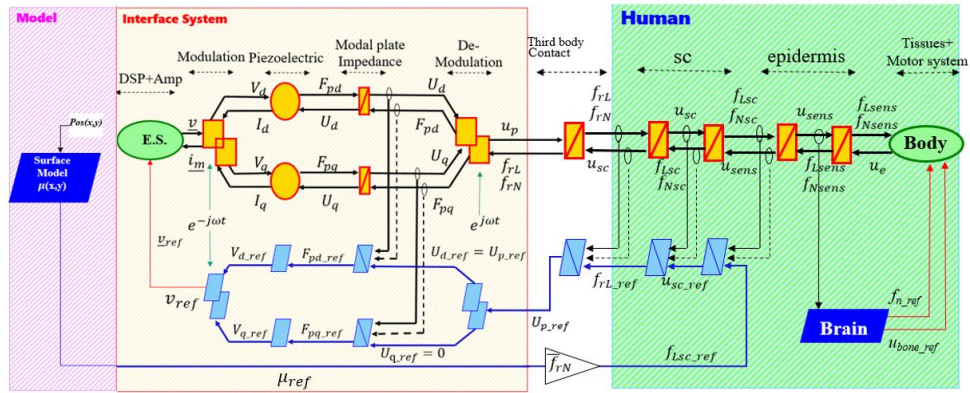 Model
Interface System
Human
Modulation
Piezoelectric
Modal plate
Impedance
De-
Modulation
Third body
Contact
sc
epidermis
Tissues+
Motor system
DSP+Amp
Pos(x,y)
Surface
Model
μ(x,y)
E.S.
v
i_m
V_d
I_d
F_pd
U_d
U_d
F_pd
V_q
I_q
F_pq
U_q
U_q
F_pq
u_p
f_rL
f_rN
f_rL
f_rN
u_sc
f_Lsc
f_Nsc
u_sc
f_Lsc
f_Nsc
u_sens
u_sens
f_Lsens
f_Nsens
f_Lsens
f_Nsens
u_e
Body
e^{-jωt}
e^{jωt}
v_ref
v_ref
V_d_ref
F_pd_ref
U_d_ref = U_p_ref
V_q_ref
F_pq_ref
U_q_ref = 0
U_p_ref
f_rL_ref
u_sc_ref
f_n_ref
Brain
u_bone_ref
μ_ref
f_rN
f_Lsc_ref